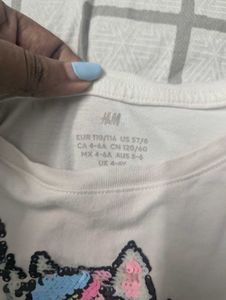 H&M
EUR 110/116 US S7/6
CA 4-6A CN 120/60
MX 4-6A AUS 5-6
UK 4-6Y